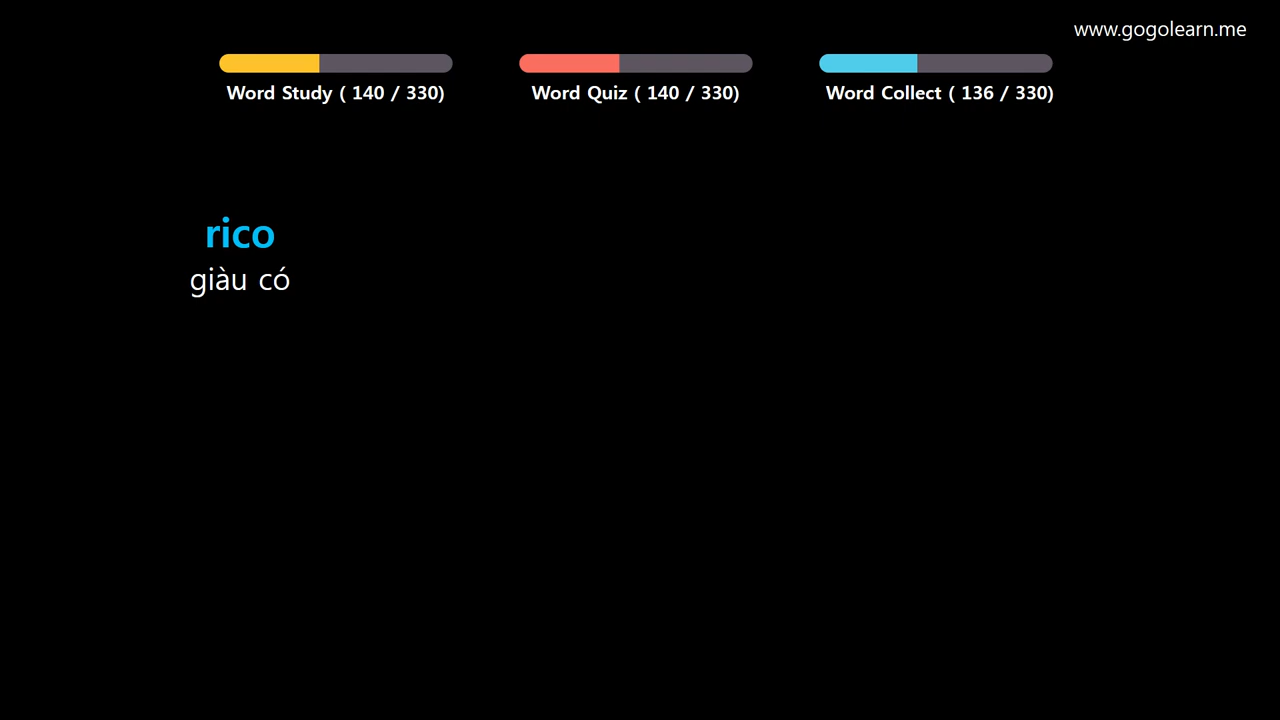 www.gogolearn.me
Word Study ( 140 / 330)
Word Quiz ( 140 / 330)
Word Collect ( 136 / 330)
rico
giàu có